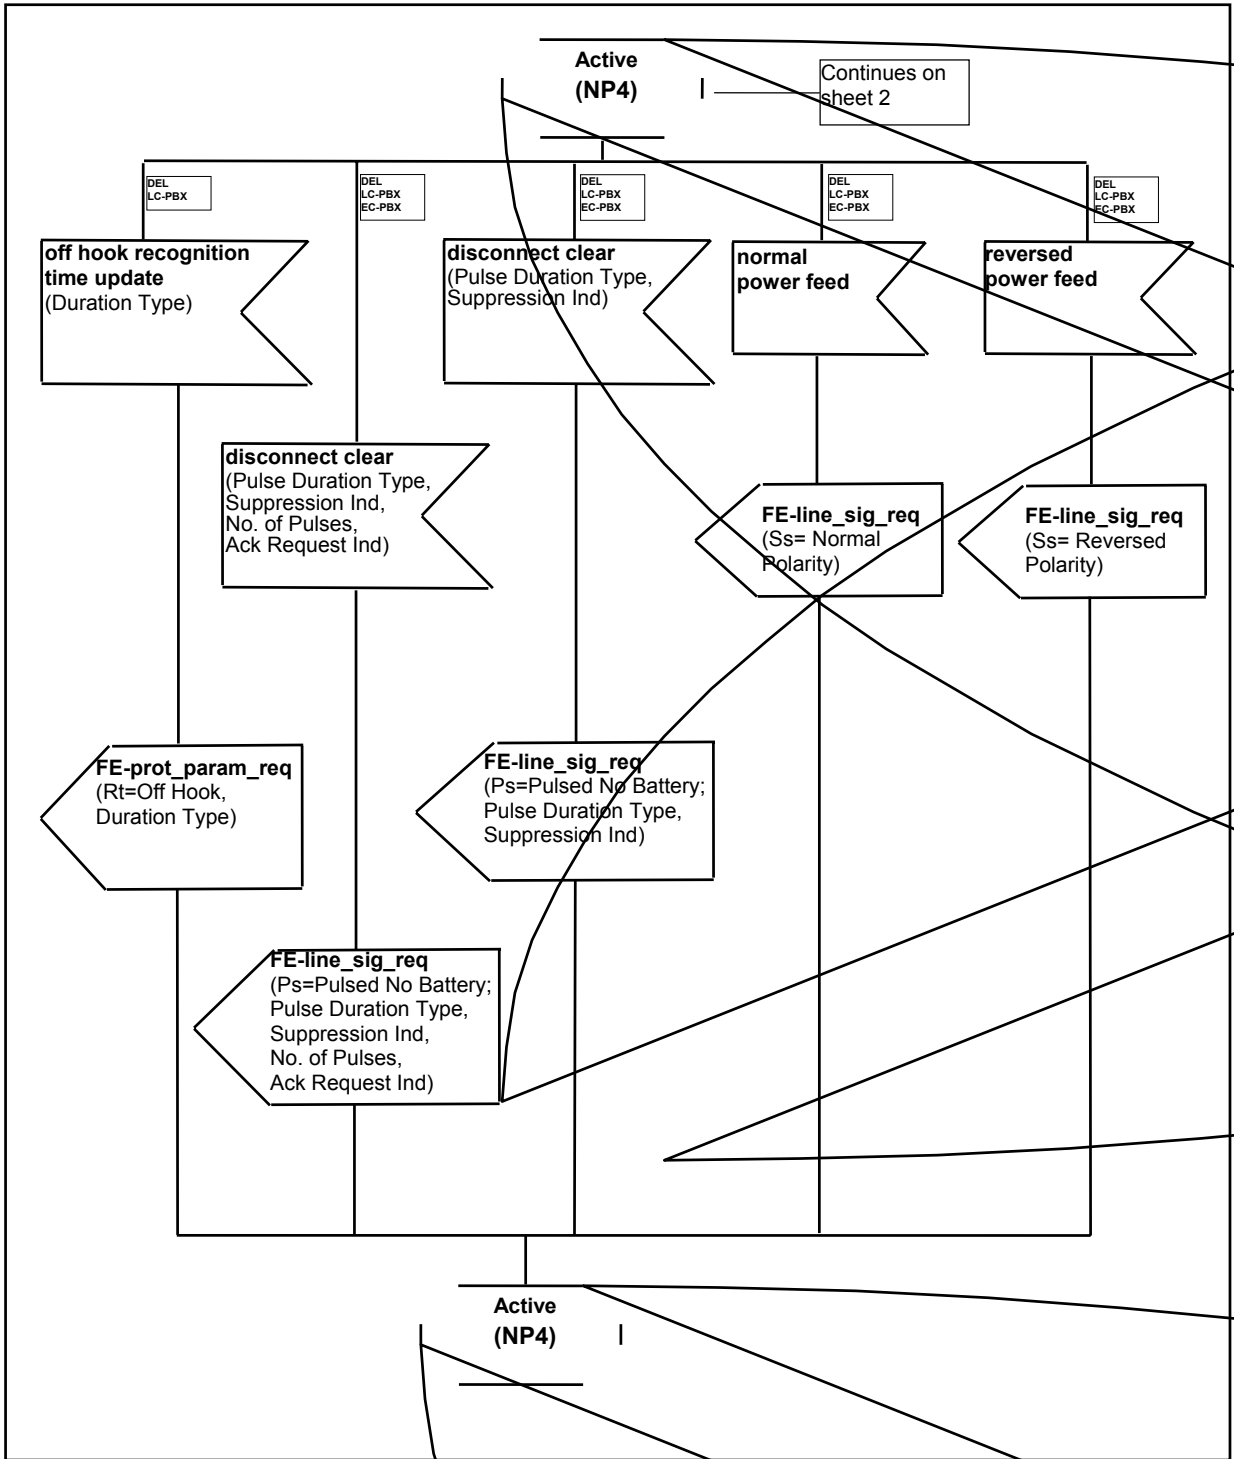 Active
(NP4)
Continues on
sheet 2
DEL
LC-PBX
DEL
LC-PBX
EC-PBX
DEL
LC-PBX
EC-PBX
DEL
LC-PBX
EC-PBX
DEL
LC-PBX
EC-PBX
off hook recognition
time update
(Duration Type)
disconnect clear
(Pulse Duration Type,
Suppression Ind)
normal
power feed
reversed
power feed
disconnect clear
(Pulse Duration Type,
Suppression Ind,
No. of Pulses,
Ack Request Ind)
FE-line_sig_req
(Ss= Normal
Polarity)
FE-line_sig_req
(Ss= Reversed
Polarity)
FE-prot_param_req
(Rt=Off Hook,
Duration Type)
FE-line_sig_req
(Ps=Pulsed No Battery;
Pulse Duration Type,
Suppression Ind)
FE-line_sig_req
(Ps=Pulsed No Battery;
Pulse Duration Type,
Suppression Ind,
No. of Pulses,
Ack Request Ind)
Active
(NP4)